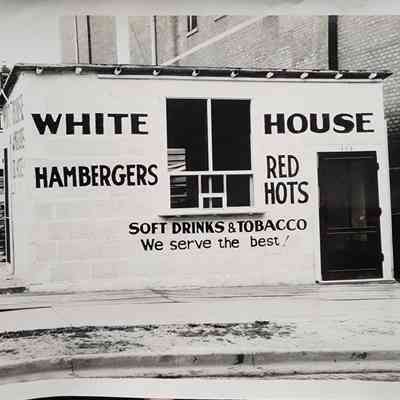 WHITE HOUSE
HAMBERGERS
RED
HOTS
SOFT DRINKS & TOBACCO
We serve the best!